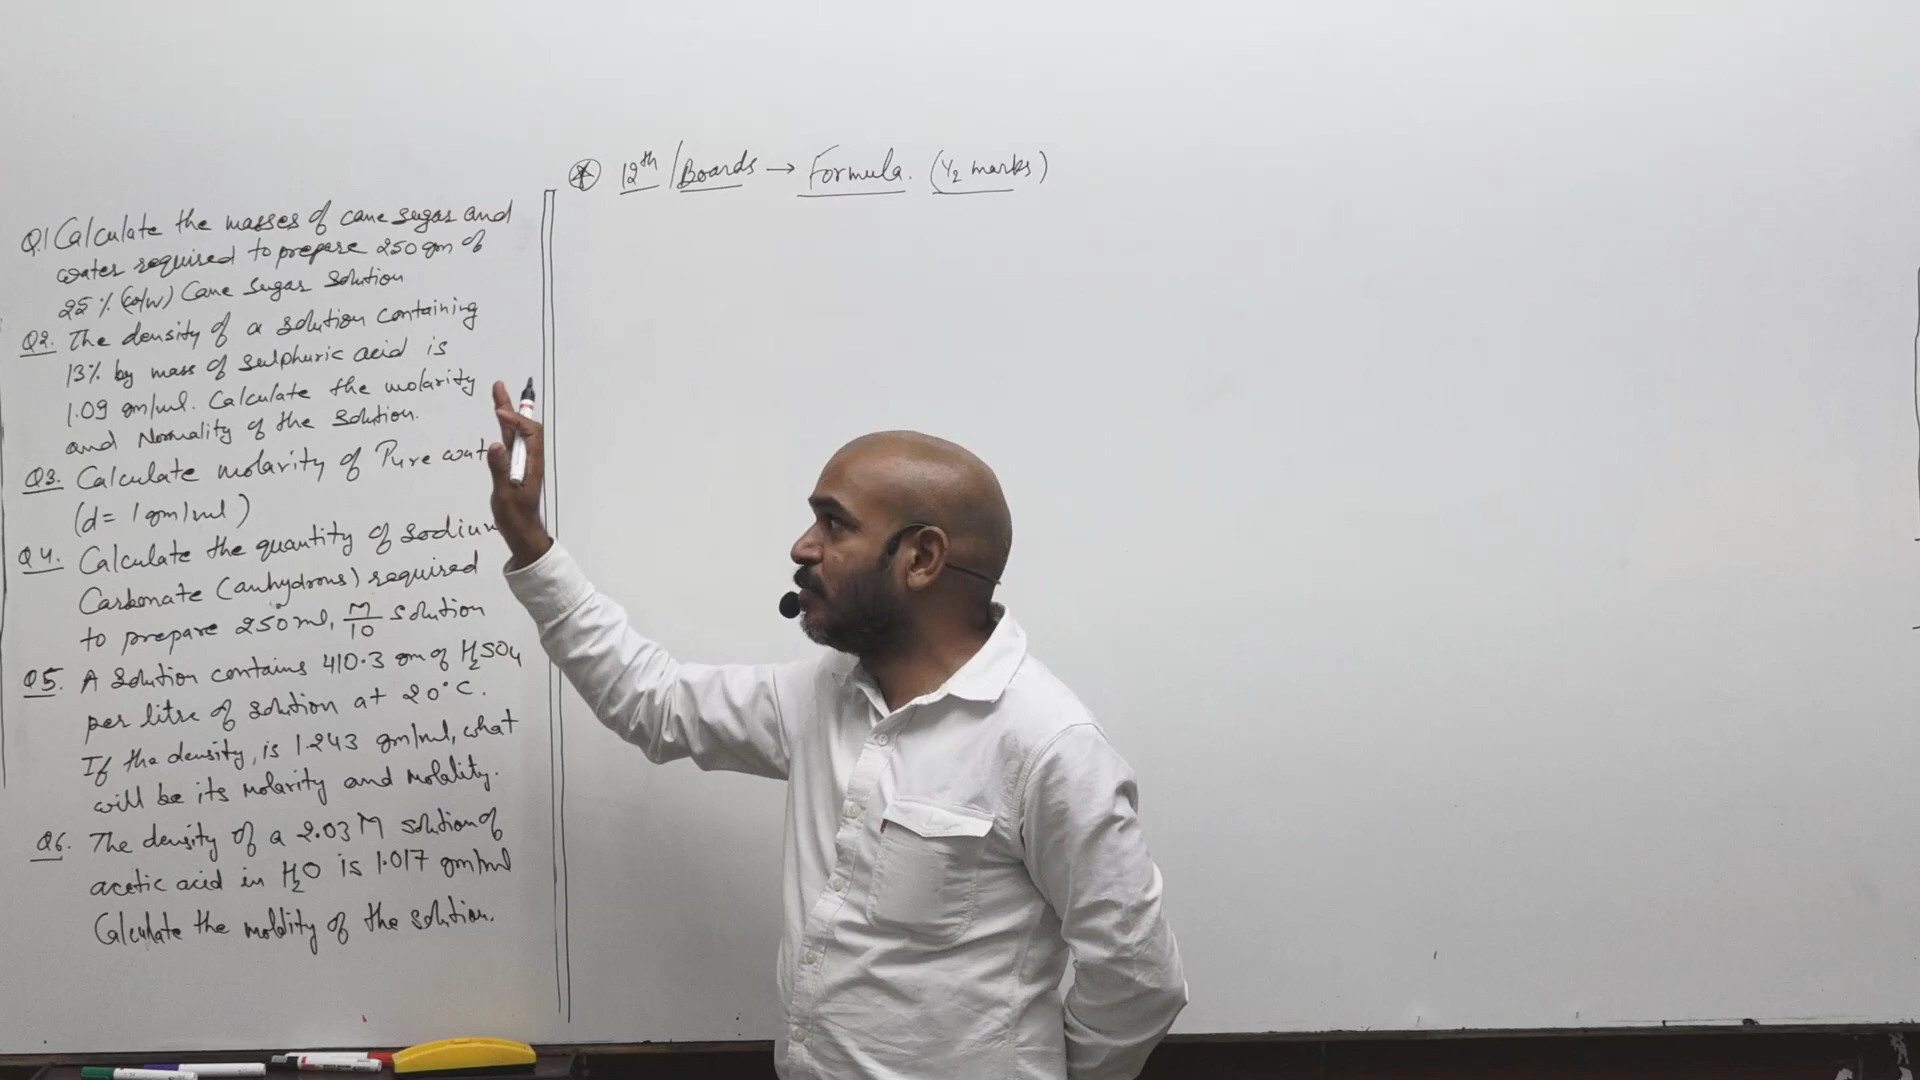 12th / Boards → Formula. (1/2 marks)
Q.1 Calculate the masses of cane sugar and
water required to prepare 250 gm of
25% (w/w) Cane sugar solution
Q2. The density of a solution containing
13% by mass of sulphuric acid is
1.09 gm/ml. Calculate the molarity
and Normality of the solution.
Q3. Calculate molarity of Pure
(d= 1 gm/ml)
Q4. Calculate the quantity of sodium
Carbonate (anhydrous) required
to prepare 250 ml, M/10 solution
Q5. A solution contains 410.3 gm of H2SO4
per litre of solution at 20°C.
If the density, is 1.243 gm/ml, what
will be its molarity and molality.
Q6. The density of a 2.03 M solution of
acetic acid in H2O is 1.017 gm/ml
Calculate the molality of the solution.